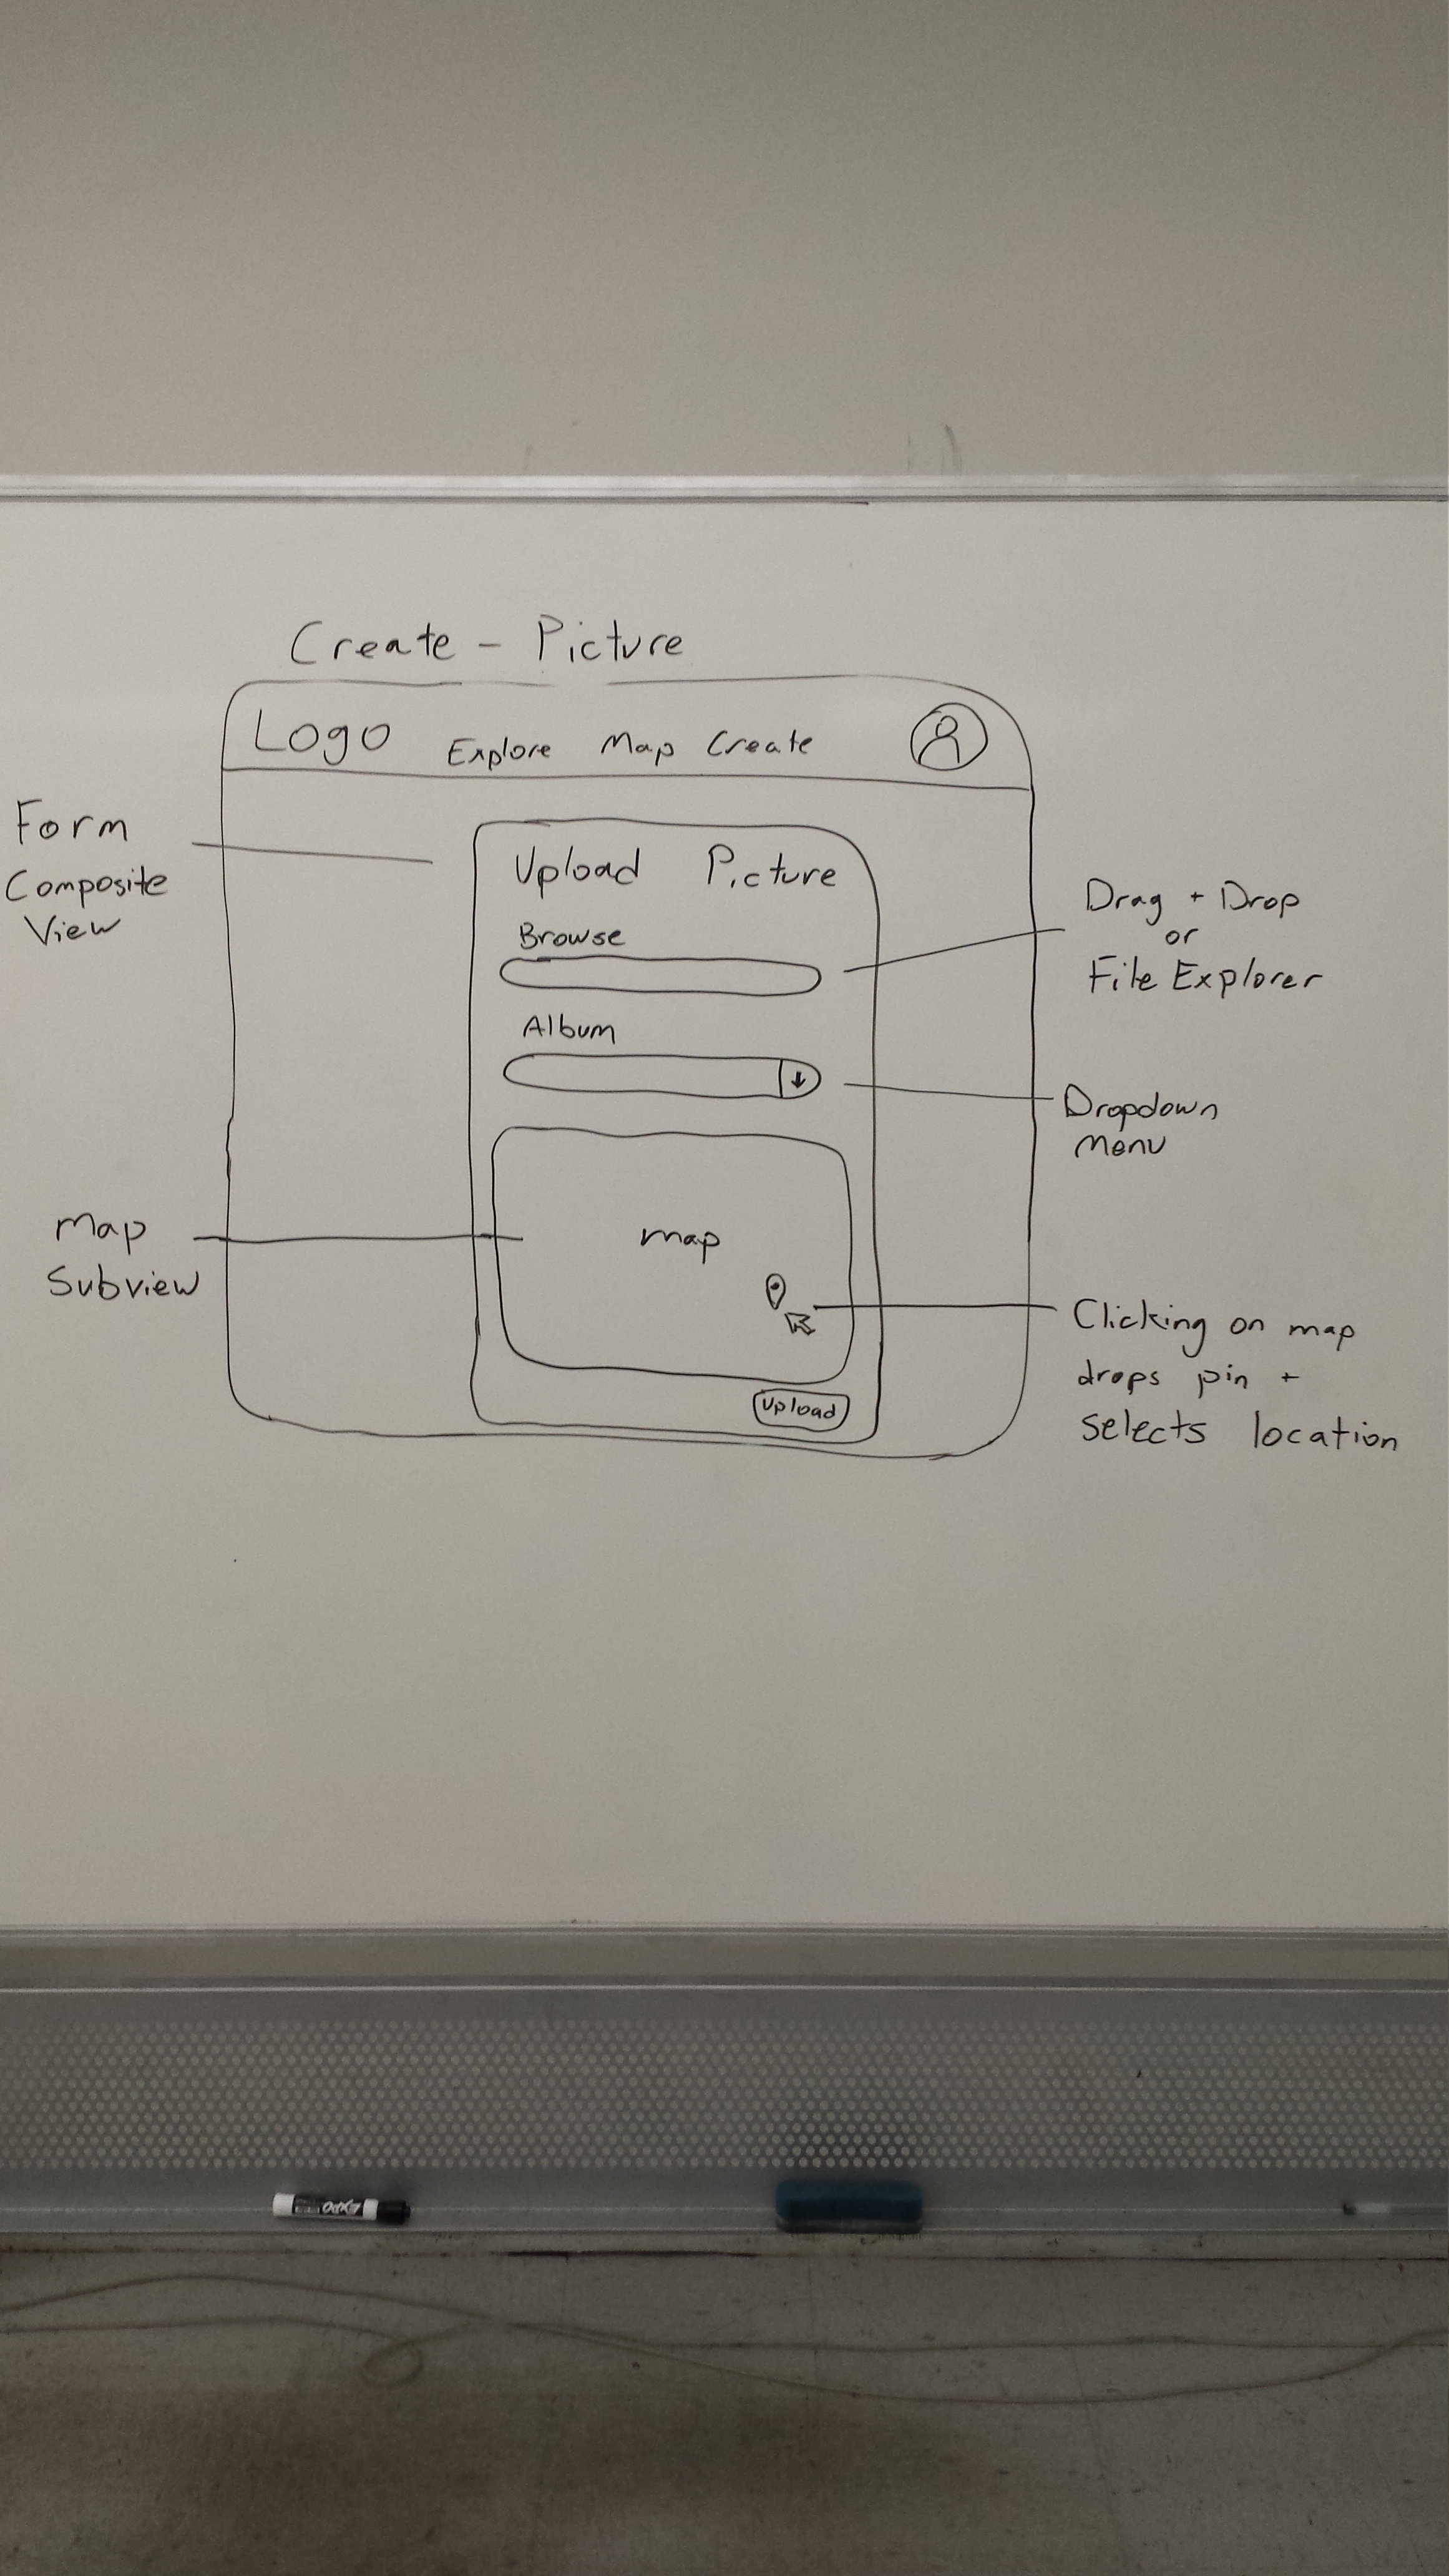 Create - Picture
Logo Explore Map Create
Form
Composite
View
Upload Picture
Browse
Drag + Drop
or
File Explorer
Album
Dropdown
Menu
Map
Subview
Map
Clicking on map
drops pin +
selects location
Upload
EXPO